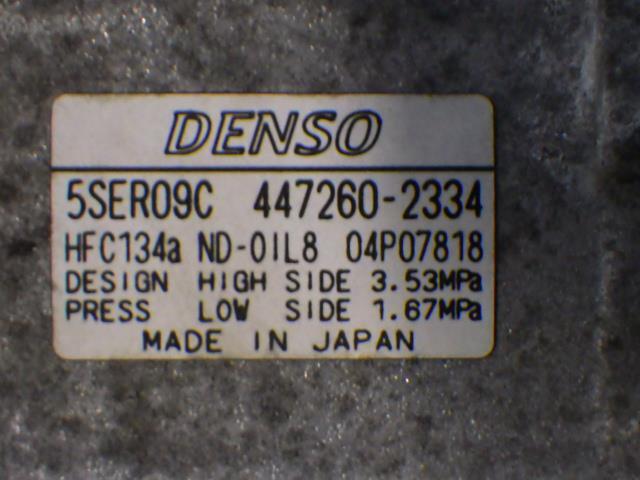 DENSO
5SER09C 447260-2334
HFC134a ND-OIL8 04P07818
DESIGN HIGH SIDE 3.53MPa
PRESS LOW SIDE 1.67MPa
MADE IN JAPAN